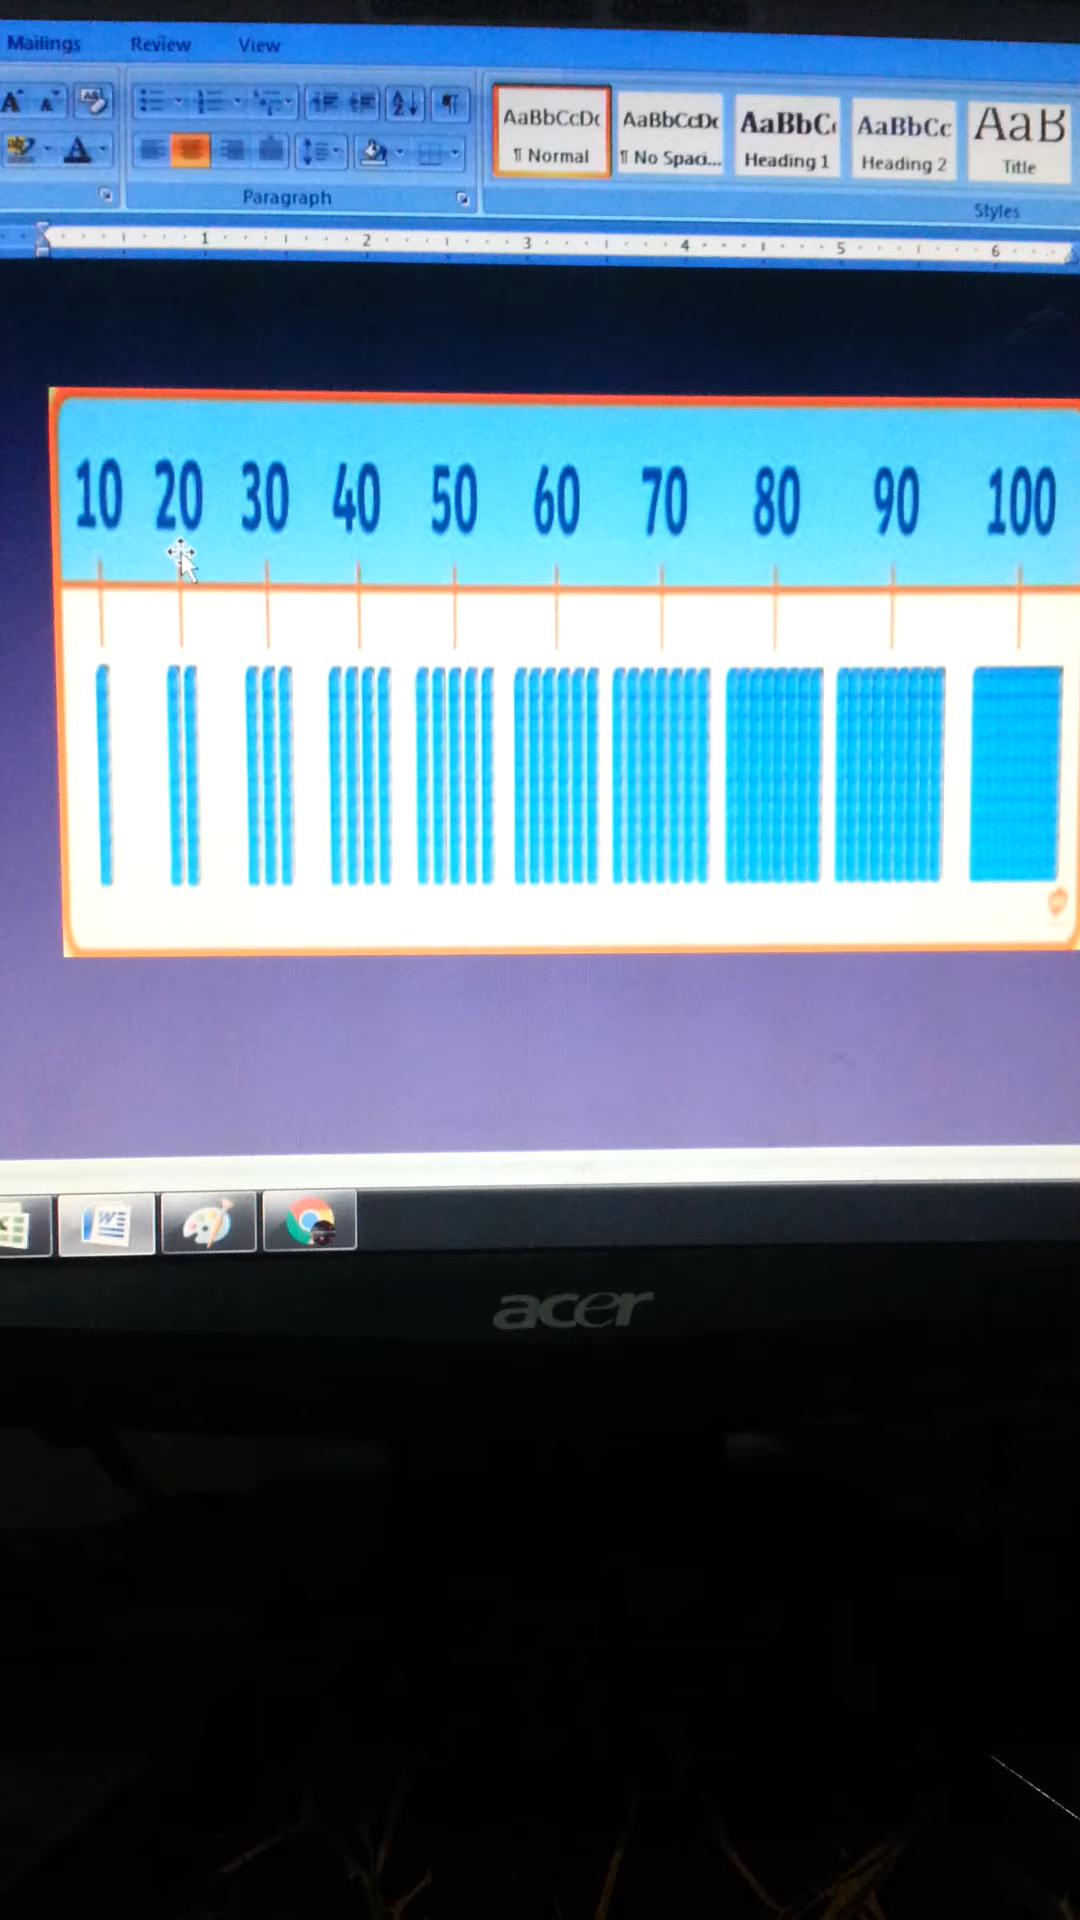 Mailings Review View
AaBbCcDc AaBbCcDc AaBbC AaBbCc AaB
¶ Normal ¶ No Spaci... Heading 1 Heading 2 Title
Paragraph Styles
1 2 3 4 5 6
10 20 30 40 50 60 70 80 90 100
acer